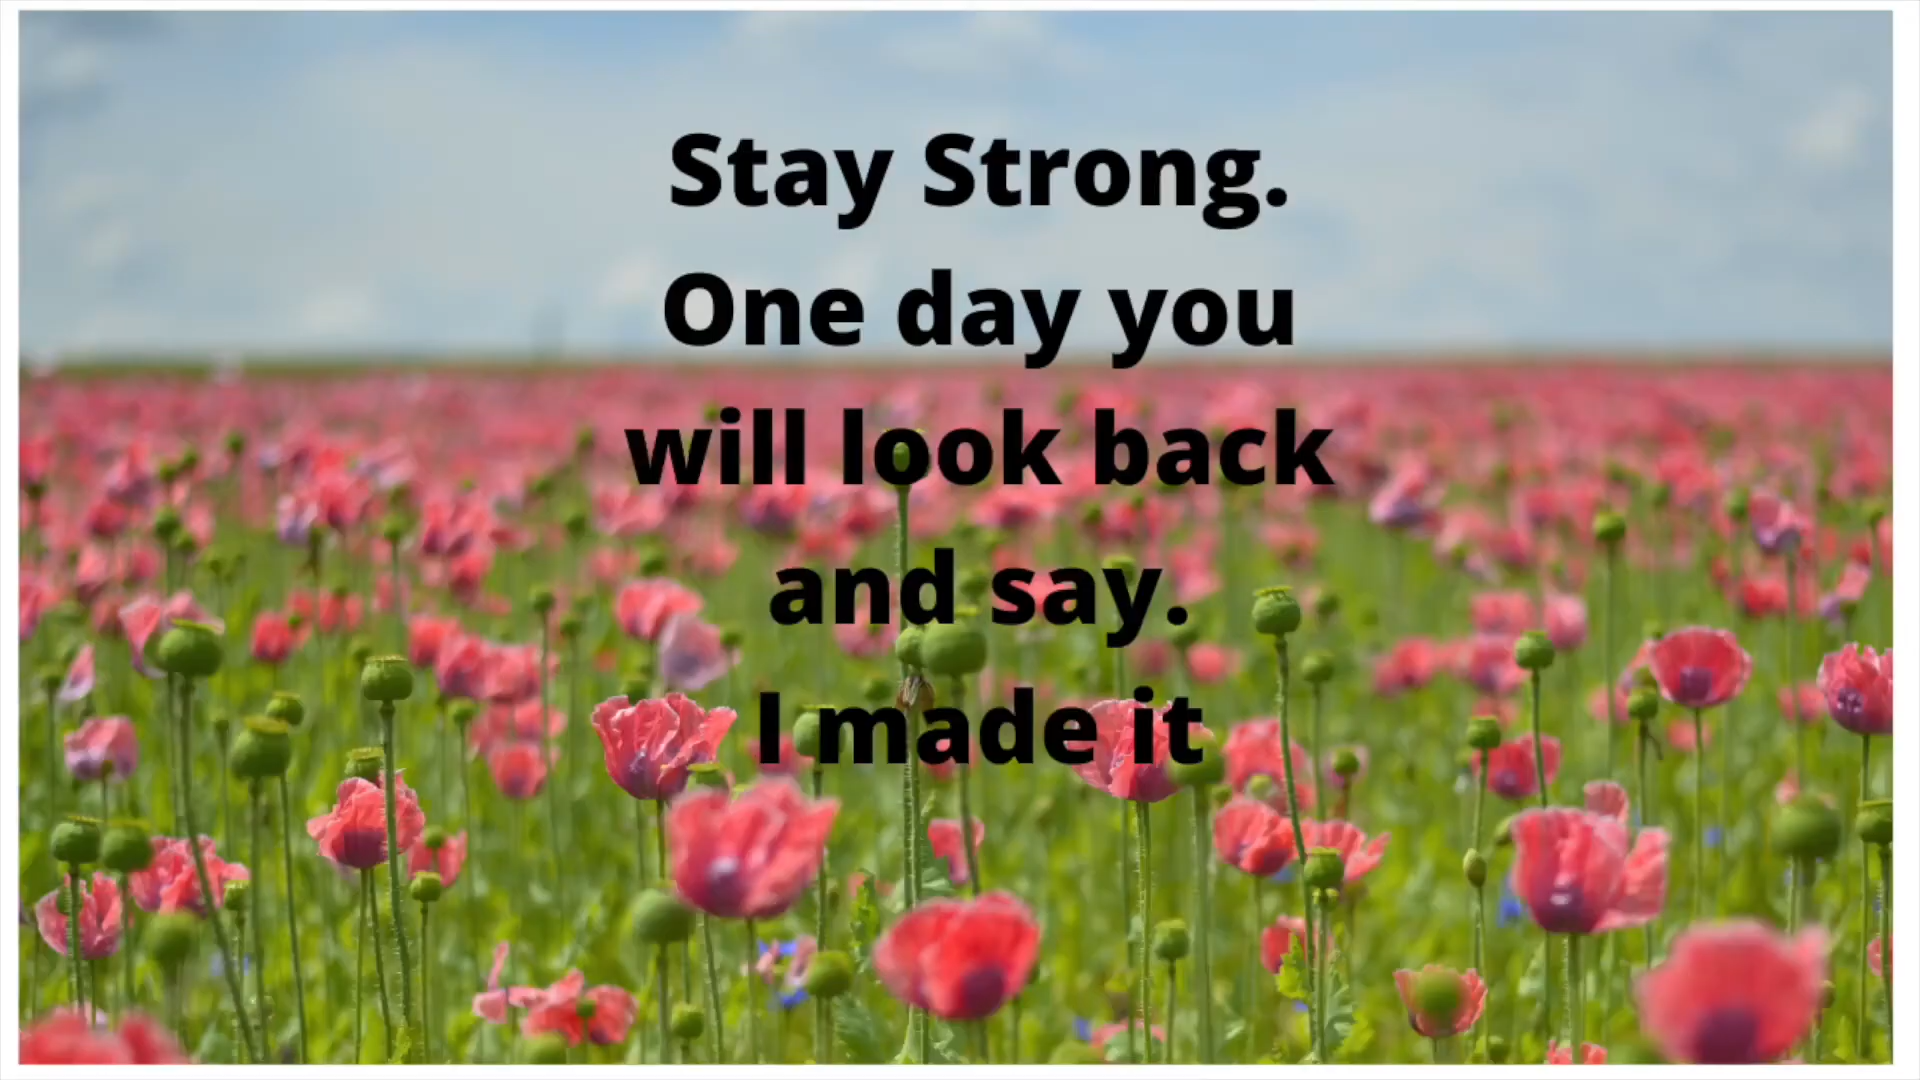 Stay Strong.
One day you
will look back
and say.
I made it